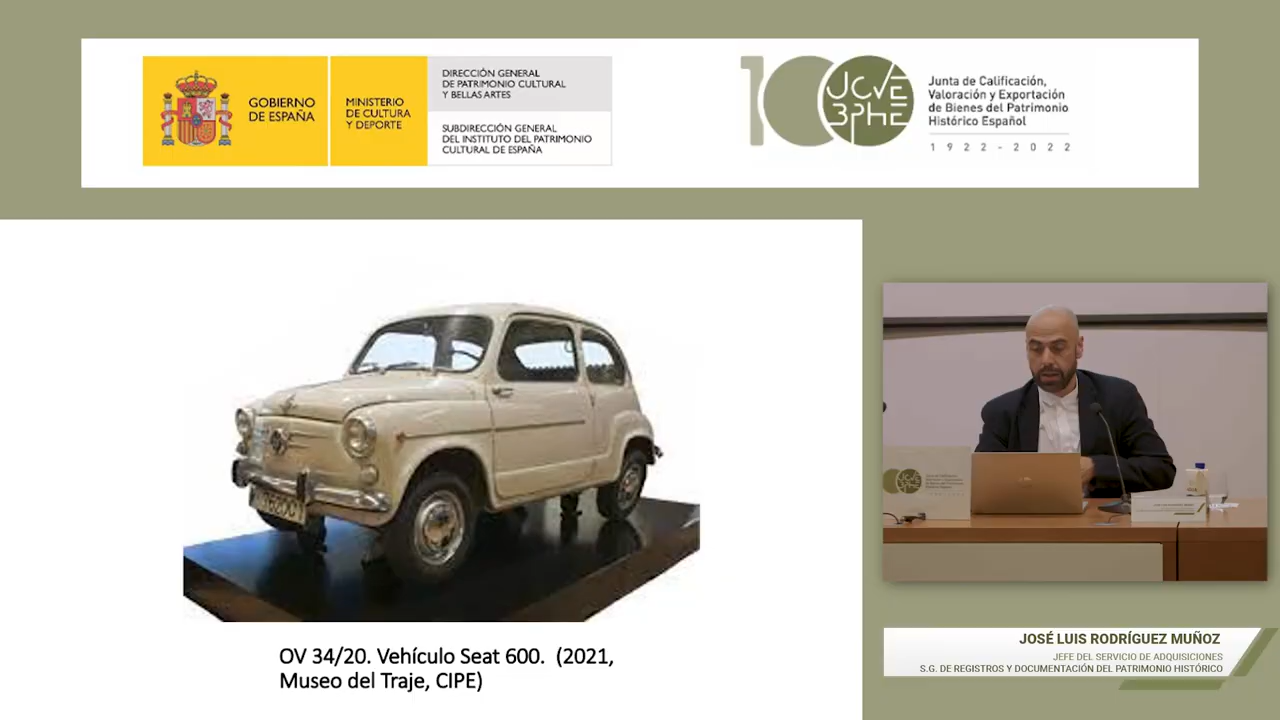 GOBIERNO
DE ESPAÑA
MINISTERIO
DE CULTURA
Y DEPORTE
DIRECCIÓN GENERAL
DE PATRIMONIO CULTURAL
Y BELLAS ARTES
SUBDIRECCIÓN GENERAL
DEL INSTITUTO DEL PATRIMONIO
CULTURAL DE ESPAÑA
100
JCVE
BPHE
Junta de Calificación,
Valoración y Exportación
de Bienes del Patrimonio
Histórico Español
1922-2022
OV 34/20. Vehículo Seat 600. (2021,
Museo del Traje, CIPE)
JOSÉ LUIS RODRÍGUEZ MUÑOZ
JEFE DEL SERVICIO DE ADQUISICIONES
S.G. DE REGISTROS Y DOCUMENTACIÓN DEL PATRIMONIO HISTÓRICO